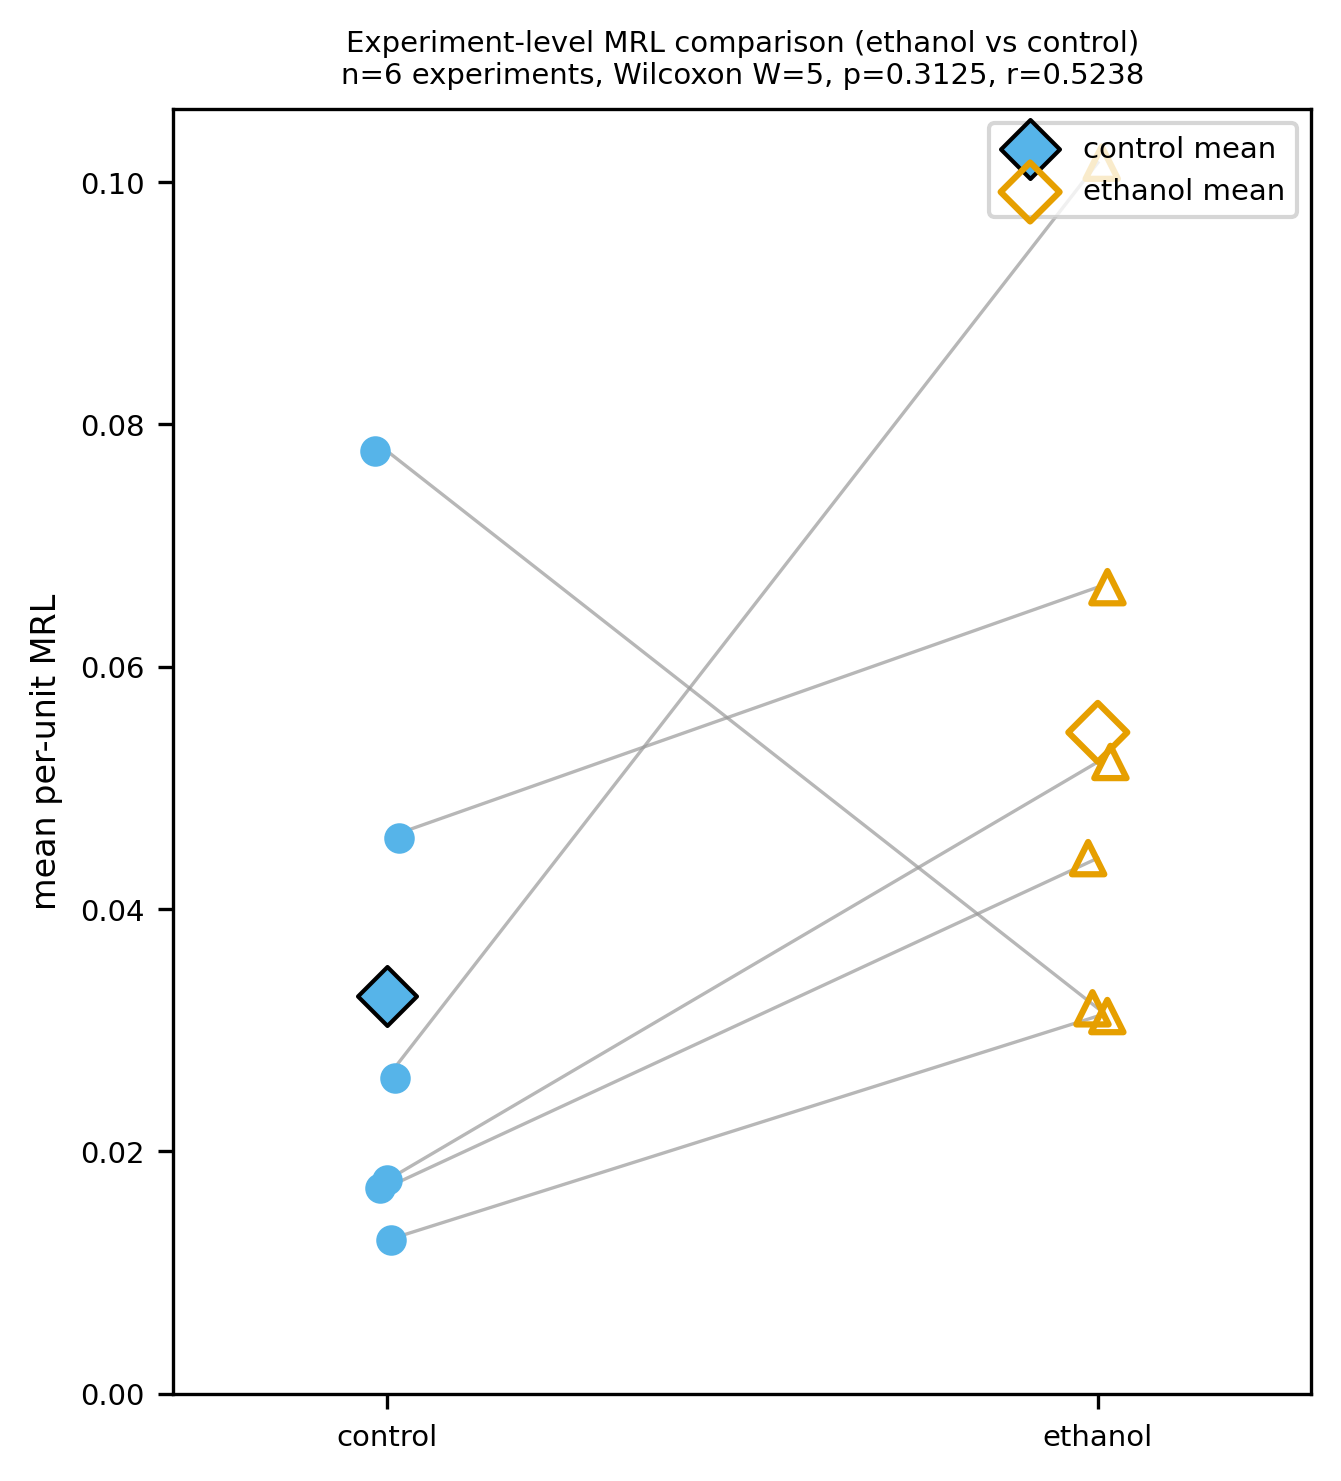 Experiment-level MRL comparison (ethanol vs control)
n=6 experiments, Wilcoxon W=5, p=0.3125, r=0.5238
control mean
ethanol mean
mean per-unit MRL
0.10
0.08
0.06
0.04
0.02
0.00
control
ethanol